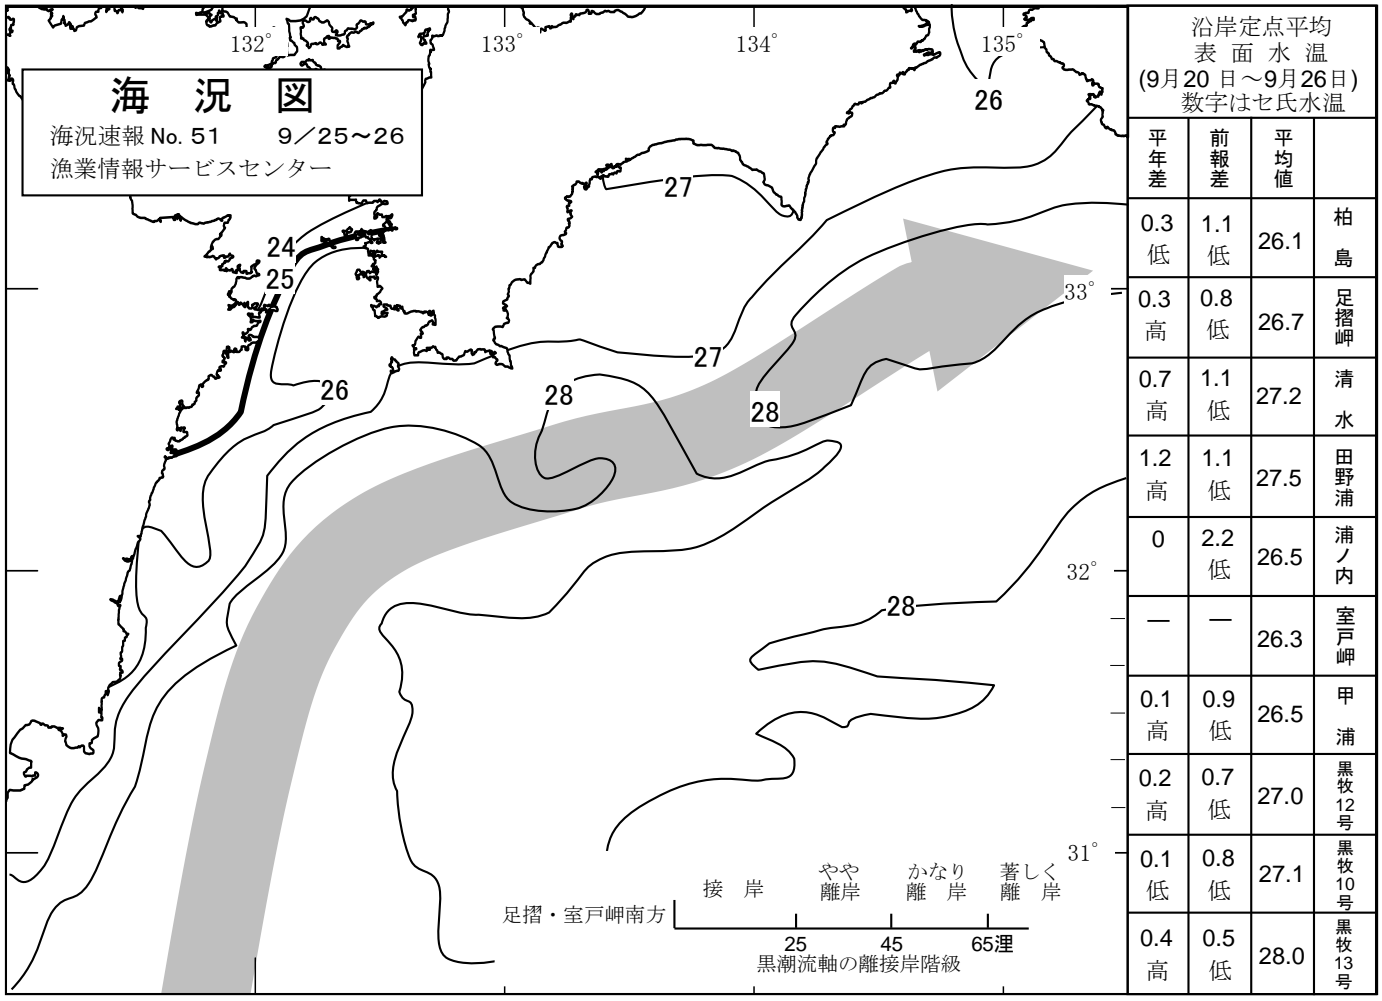 海 況 図
海況速報 No. 51 9／25～26
漁業情報サービスセンター
132° 133° 134° 135°
26
27
24
25
33°
27
26
28
28
32°
28
31°
接 岸 やや離岸 かなり離 岸 著しく離 岸
足摺・室戸岬南方
25 45 65浬
黒潮流軸の離接岸階級
沿岸定点平均
表 面 水 温
(9月20 日～9月26日)
数字はセ氏水温
平年差 前報差 平均値
0.3低 1.1低 26.1 柏島
0.3高 0.8低 26.7 足摺岬
0.7高 1.1低 27.2 清水
1.2高 1.1低 27.5 田野浦
0 2.2低 26.5 浦ノ内
― ― 26.3 室戸岬
0.1高 0.9低 26.5 甲浦
0.2高 0.7低 27.0 黒牧12号
0.1低 0.8低 27.1 黒牧10号
0.4高 0.5低 28.0 黒牧13号